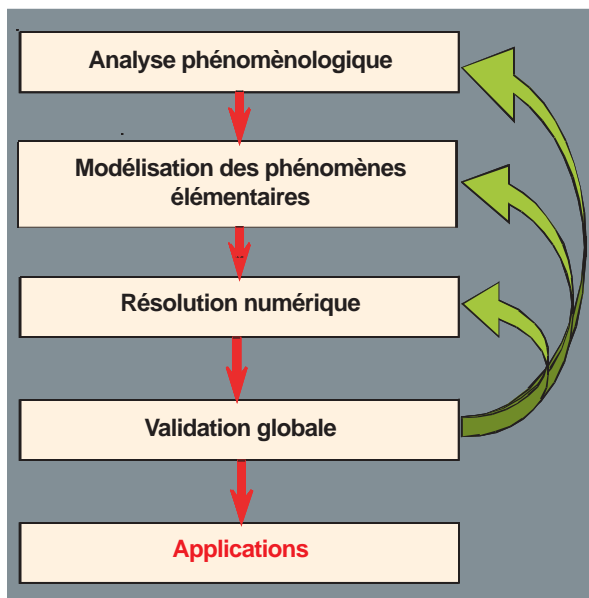 Analyse phénomènologique
Modélisation des phénomènes
élémentaires
Résolution numérique
Validation globale
Applications